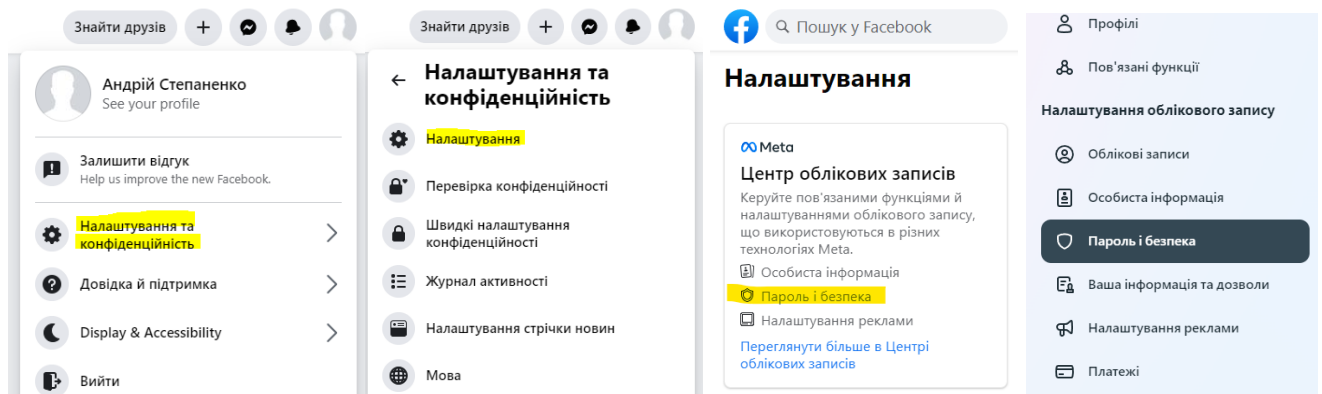 Знайти друзів
Андрій Степаненко
See your profile
Залишити відгук
Help us improve the new Facebook.
Налаштування та
конфіденційність
Довідка й підтримка
Display & Accessibility
Вийти
Знайти друзів
Налаштування та
конфіденційність
Налаштування
Перевірка конфіденційності
Швидкі налаштування
конфіденційності
Журнал активності
Налаштування стрічки новин
Мова
Пошук у Facebook
Налаштування
Meta
Центр облікових записів
Керуйте пов'язаними функціями й
налаштуваннями облікового запису,
що використовуються в різних
технологіях Meta.
Особиста інформація
Пароль і безпека
Налаштування реклами
Переглянути більше в Центрі
облікових записів
Профілі
Пов'язані функції
Налаштування облікового запису
Облікові записи
Особиста інформація
Пароль і безпека
Ваша інформація та дозволи
Налаштування реклами
Платежі